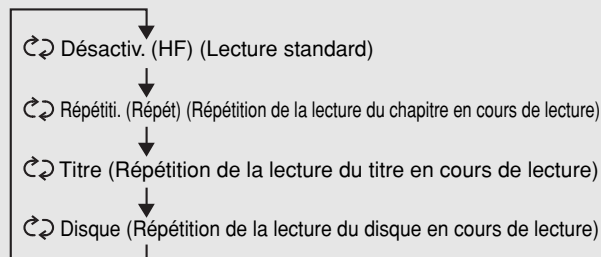 Désactiv. (HF) (Lecture standard)
Répétiti. (Répét) (Répétition de la lecture du chapitre en cours de lecture)
Titre (Répétition de la lecture du titre en cours de lecture)
Disque (Répétition de la lecture du disque en cours de lecture)